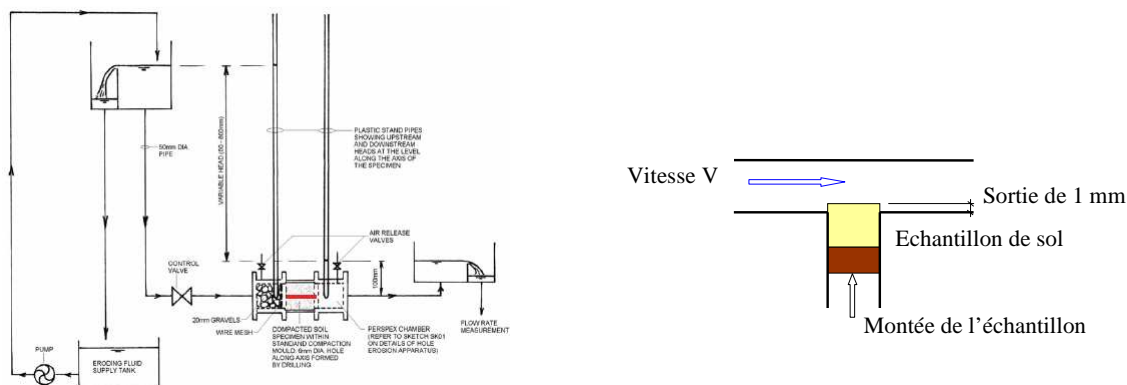 50mm DIA
PIPE
VARIABLE HEAD (50 - 800mm)
PLASTIC STAND PIPES
SHOWING UPSTREAM
AND DOWNSTREAM
HEADS AT THE LEVEL
ALONG THE AXIS OF
THE SPECIMEN
AIR RELEASE
VALVES
CONTROL
VALVE
100mm
20mm GRAVELS
WIRE MESH
COMPACTED SOIL
SPECIMEN WITHIN
STANDAND COMPACTION
MOULD. 6mm DIA. HOLE
ALONG AXIS FORMED
BY DRILLING.
PERSPEX CHAMBER
(REFER TO SKETCH SK01
ON DETAILS OF HOLE
EROSION APPARATUS)
FLOW RATE
MEASUREMENT
PUMP
ERODING FLUID
SUPPLY TANK
Vitesse V
Sortie de 1 mm
Echantillon de sol
Montée de l’échantillon